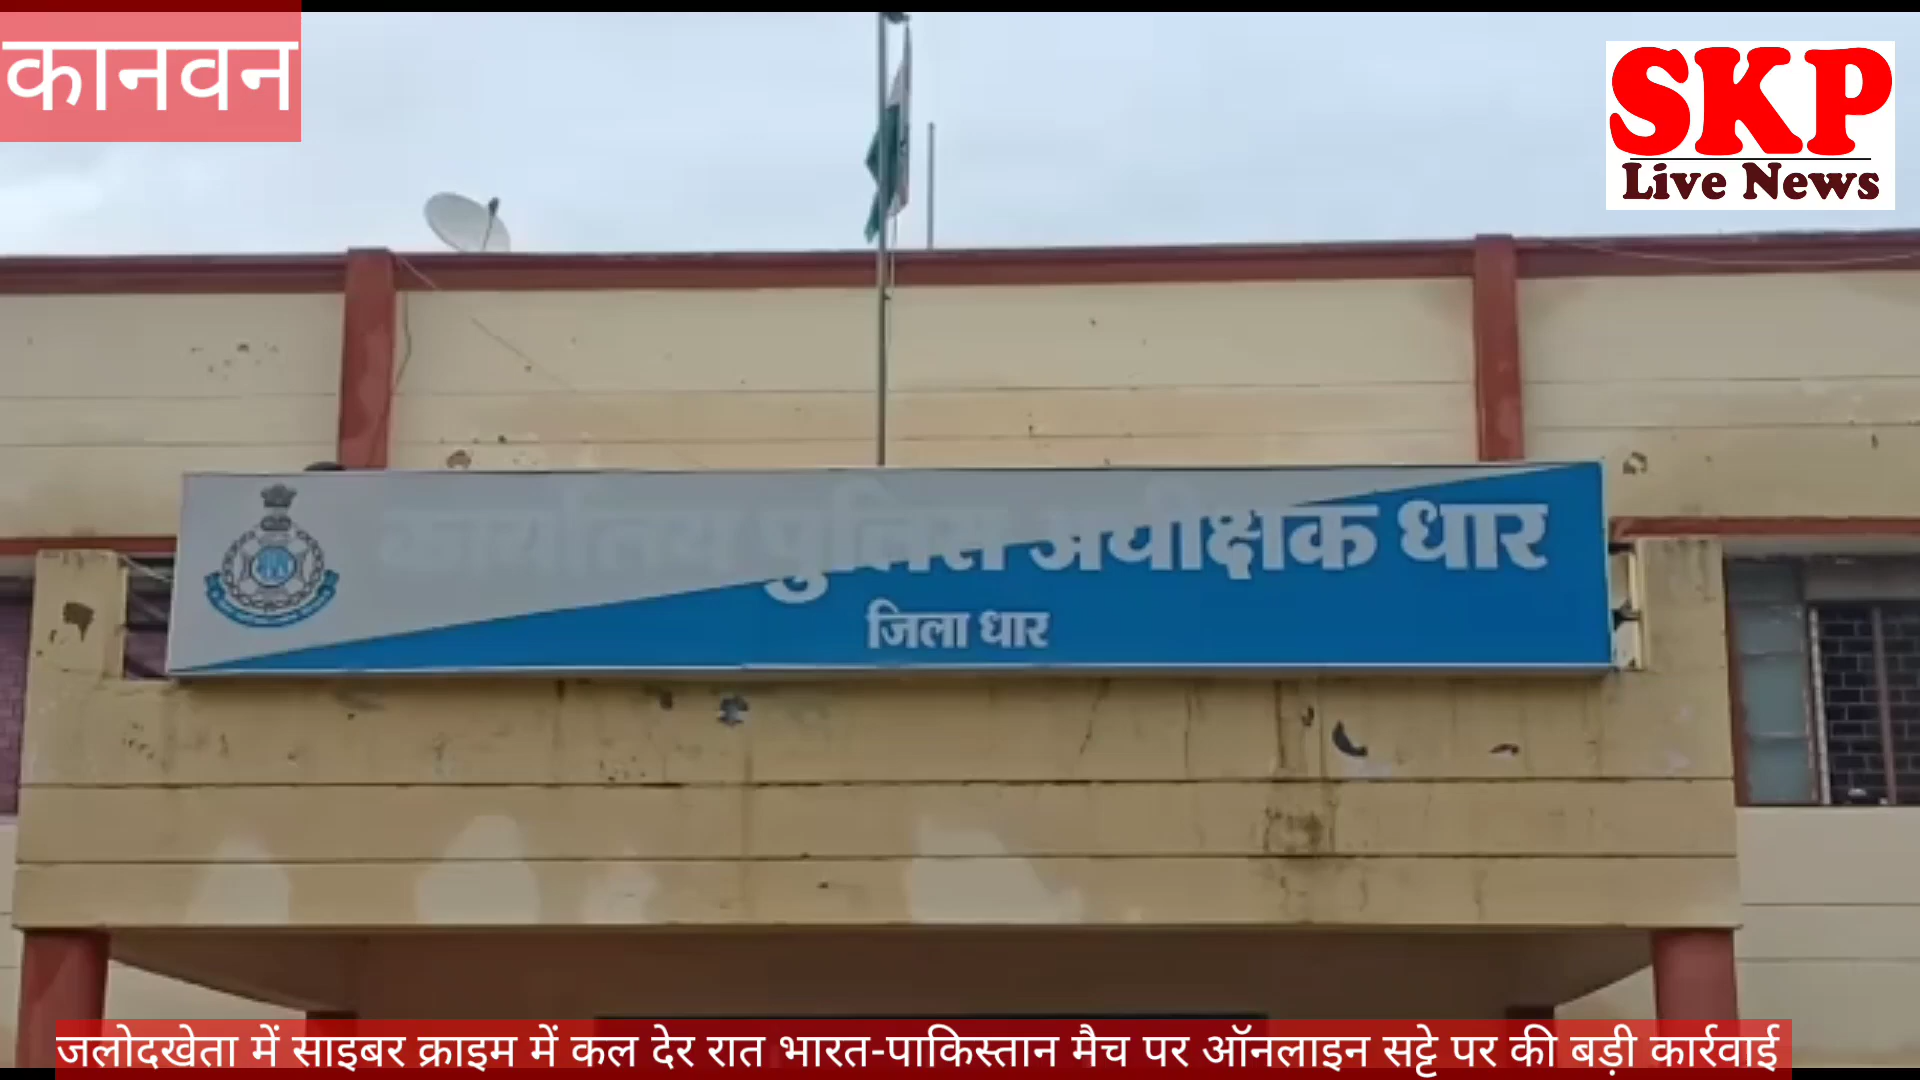 कानवन
SKP
Live News
कार्यालय पुलिस अधीक्षक धार
जिला धार
जलोदखेता में साइबर क्राइम में कल देर रात भारत-पाकिस्तान मैच पर ऑनलाइन सट्टे पर की बड़ी कार्रवाई